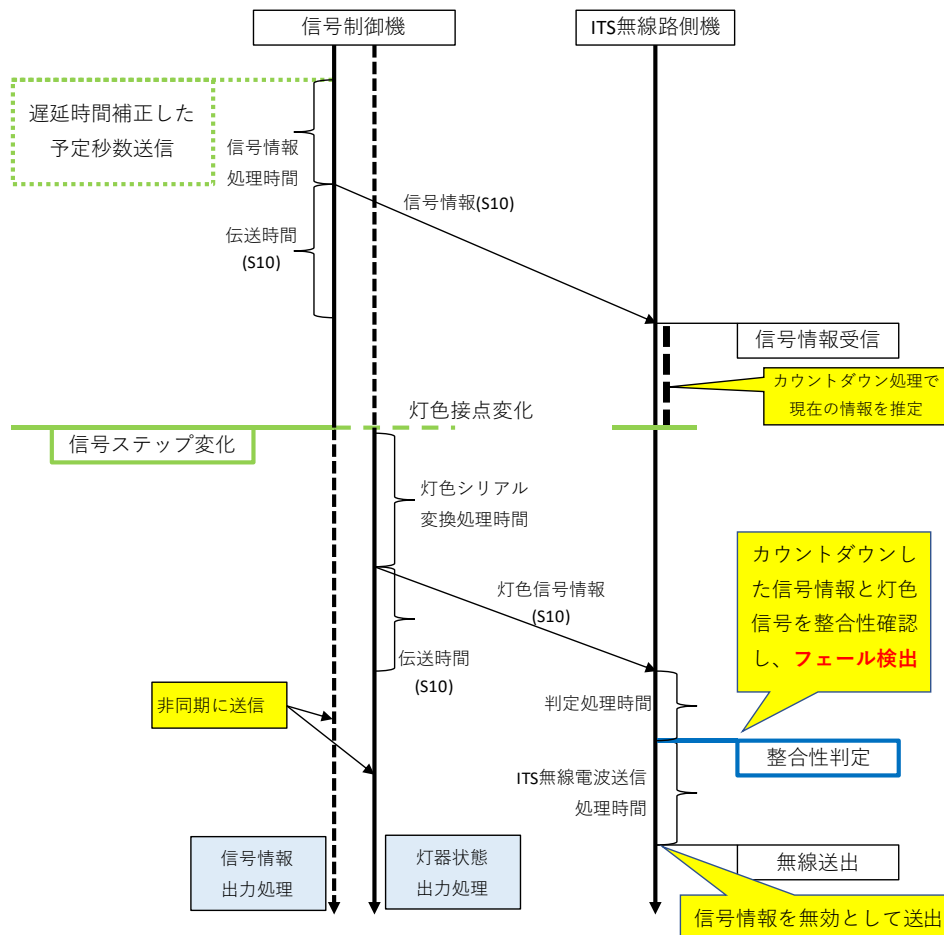 信号制御機
ITS無線路側機
遅延時間補正した
予定秒数送信
信号情報
処理時間
信号情報(S10)
伝送時間
(S10)
信号情報受信
カウントダウン処理で
現在の情報を推定
灯色接点変化
信号ステップ変化
灯色シリアル
変換処理時間
カウントダウンし
た信号情報と灯色
信号を整合性確認
し、フェール検出
灯色信号情報
(S10)
伝送時間
(S10)
非同期に送信
判定処理時間
整合性判定
ITS無線電波送信
処理時間
信号情報
出力処理
灯器状態
出力処理
無線送出
信号情報を無効として送出